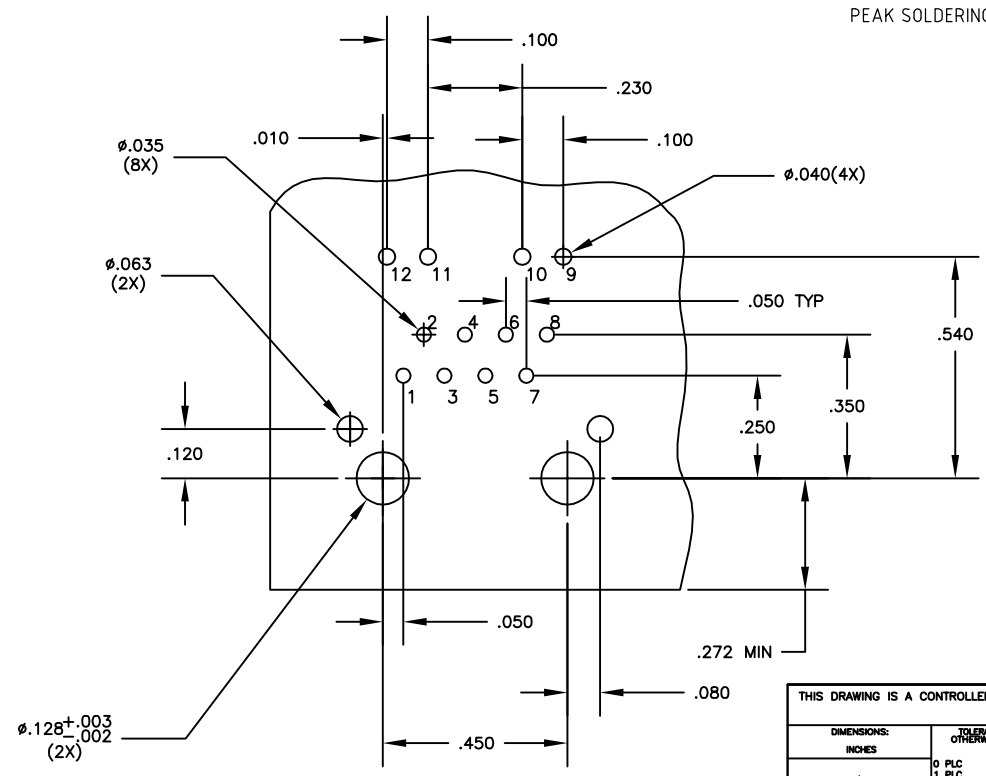 PEAK SOLDERING
.100
.230
.010
.100
ø.035
(8X)
ø.040(4X)
ø.063
(2X)
12 11 10 9
.050 TYP
2 4 6 8
.540
1 3 5 7
.350
.250
.120
.050
.272 MIN
.080
ø.128+.003
-.002
(2X)
.450
THIS DRAWING IS A CONTROLLED
DIMENSIONS:
INCHES
0 PLC
1 PLC